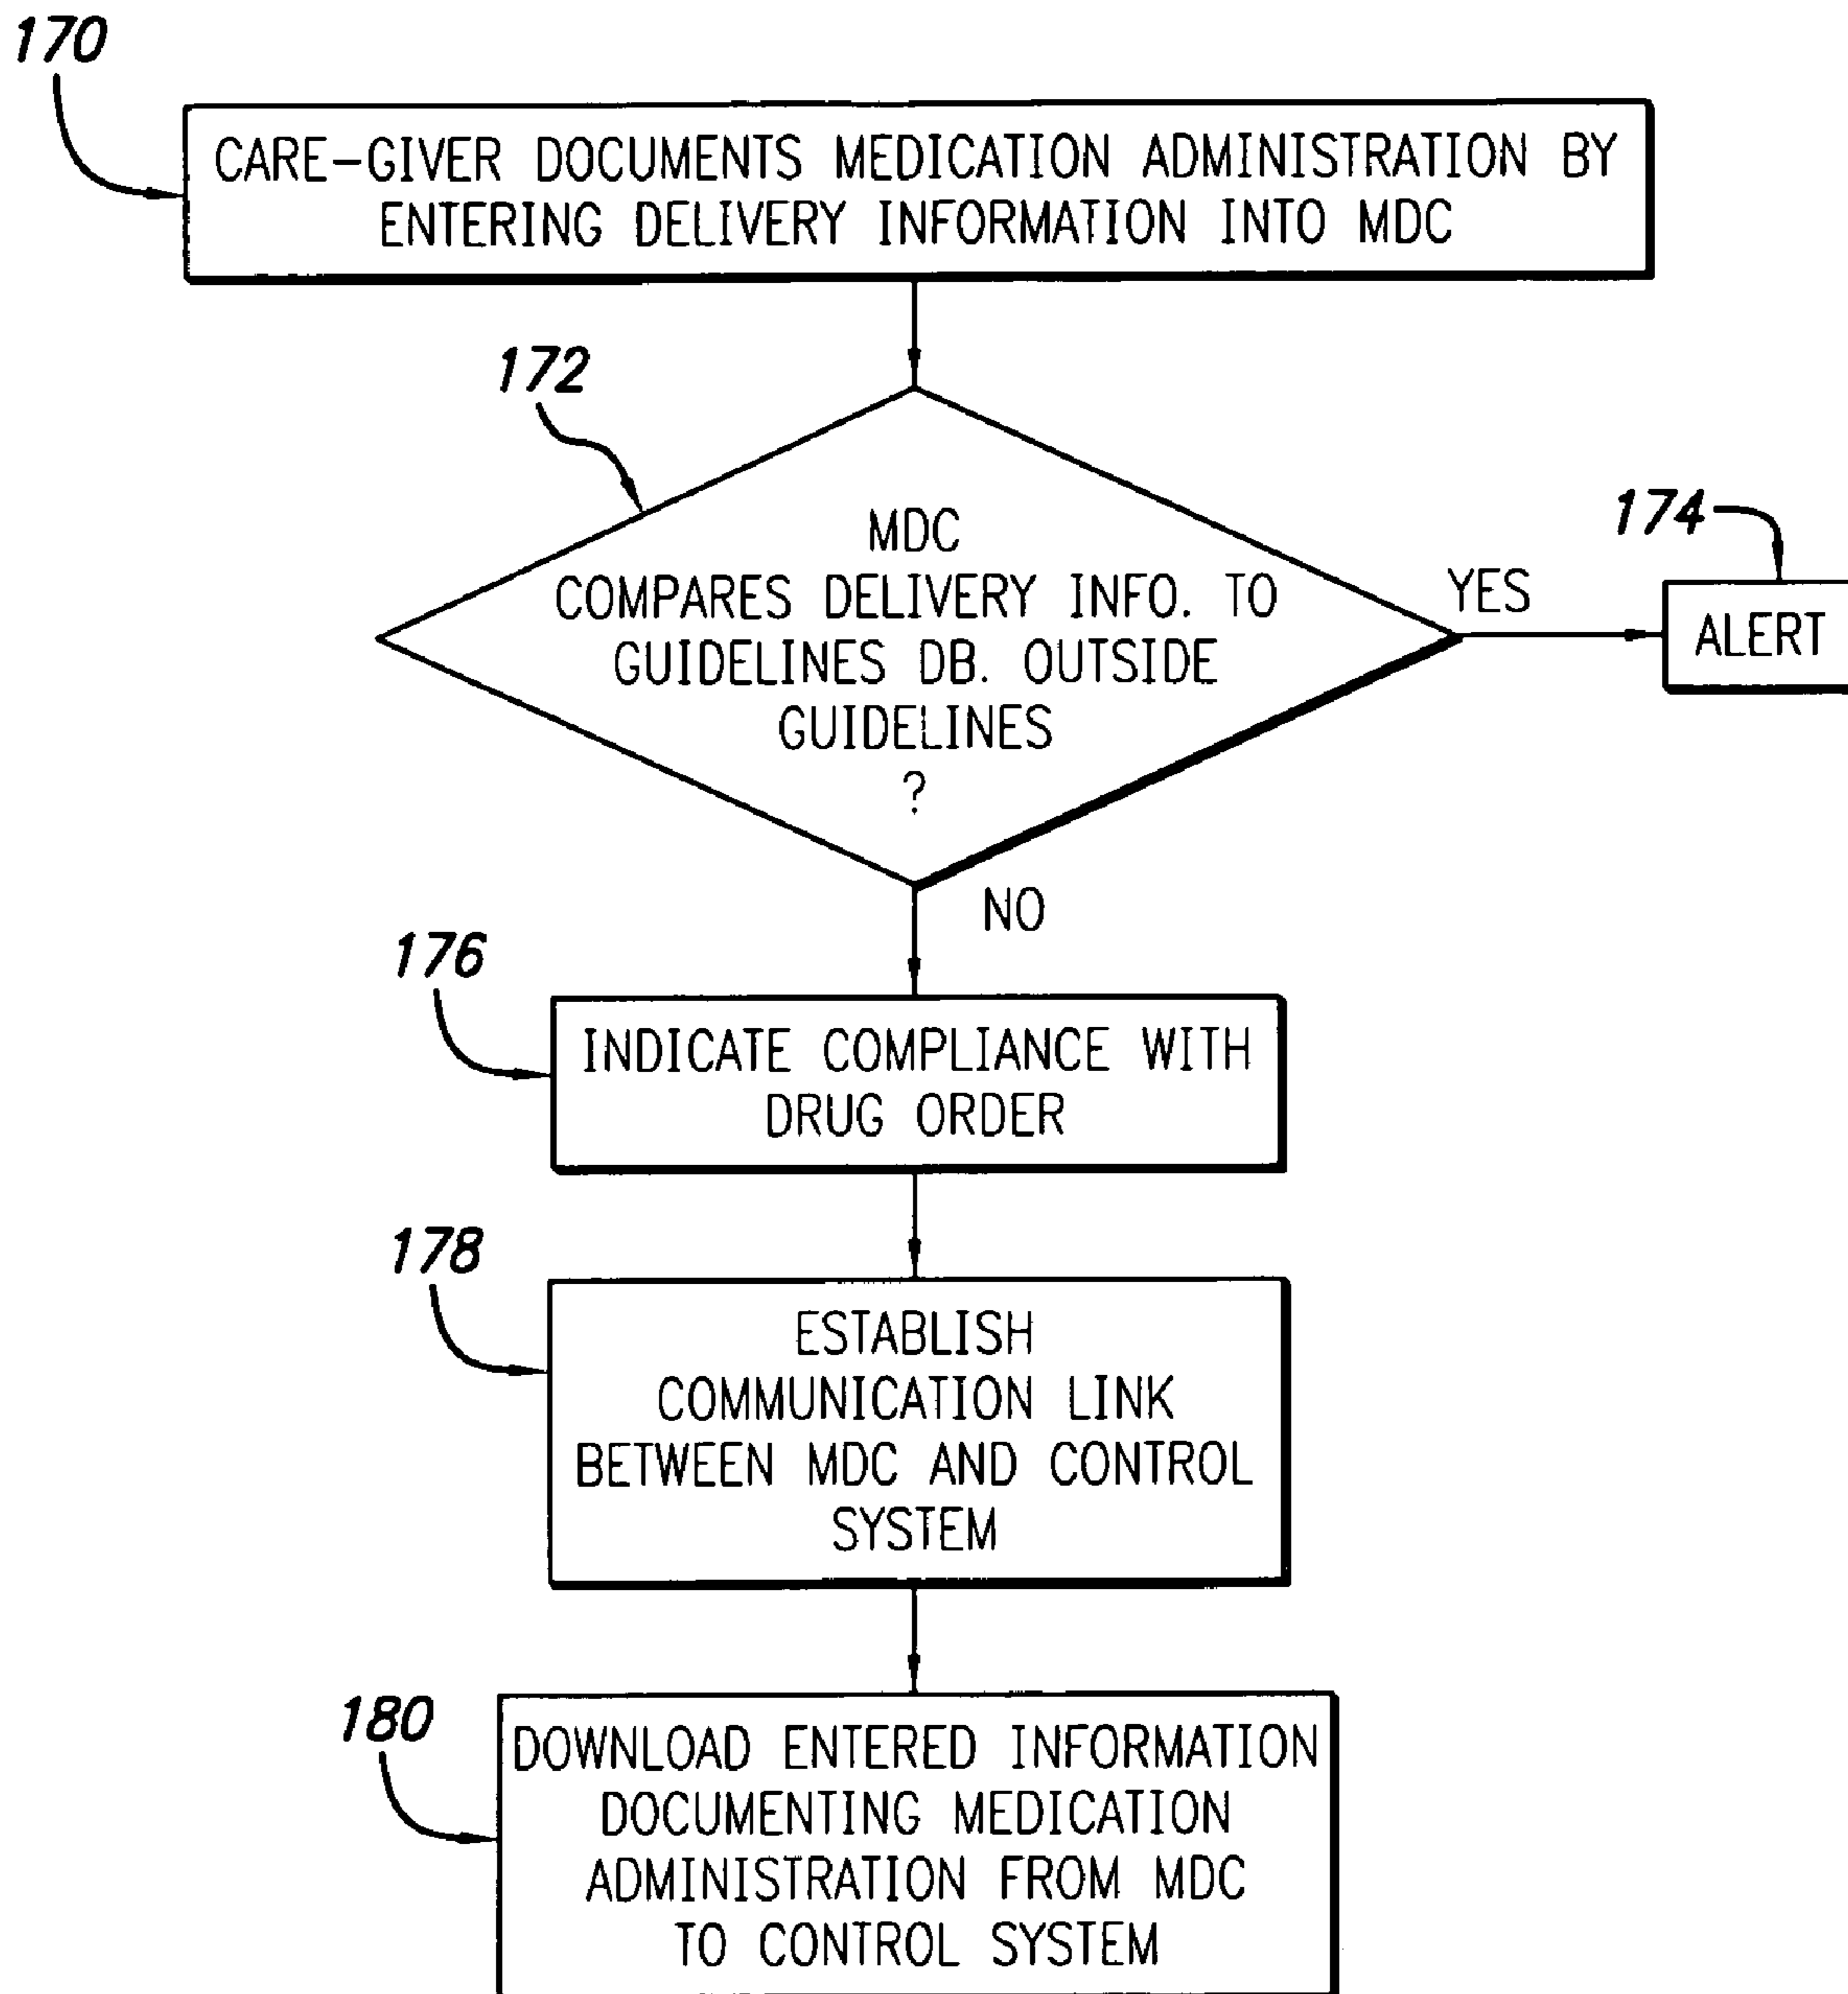 170
CARE-GIVER DOCUMENTS MEDICATION ADMINISTRATION BY
ENTERING DELIVERY INFORMATION INTO MDC
172
MDC
COMPARES DELIVERY INFO. TO
GUIDELINES DB. OUTSIDE
GUIDELINES
?
YES
174
ALERT
NO
176
INDICATE COMPLIANCE WITH
DRUG ORDER
178
ESTABLISH
COMMUNICATION LINK
BETWEEN MDC AND CONTROL
SYSTEM
180
DOWNLOAD ENTERED INFORMATION
DOCUMENTING MEDICATION
ADMINISTRATION FROM MDC
TO CONTROL SYSTEM